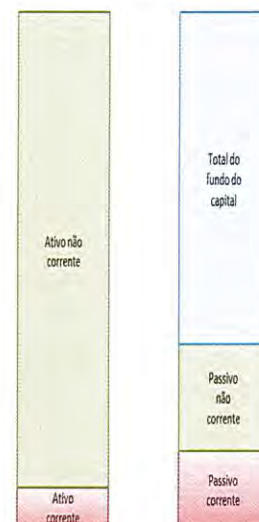 Ativo não
corrente
Ativo
corrente
Total do
fundo do
capital
Passivo
não
corrente
Passivo
corrente